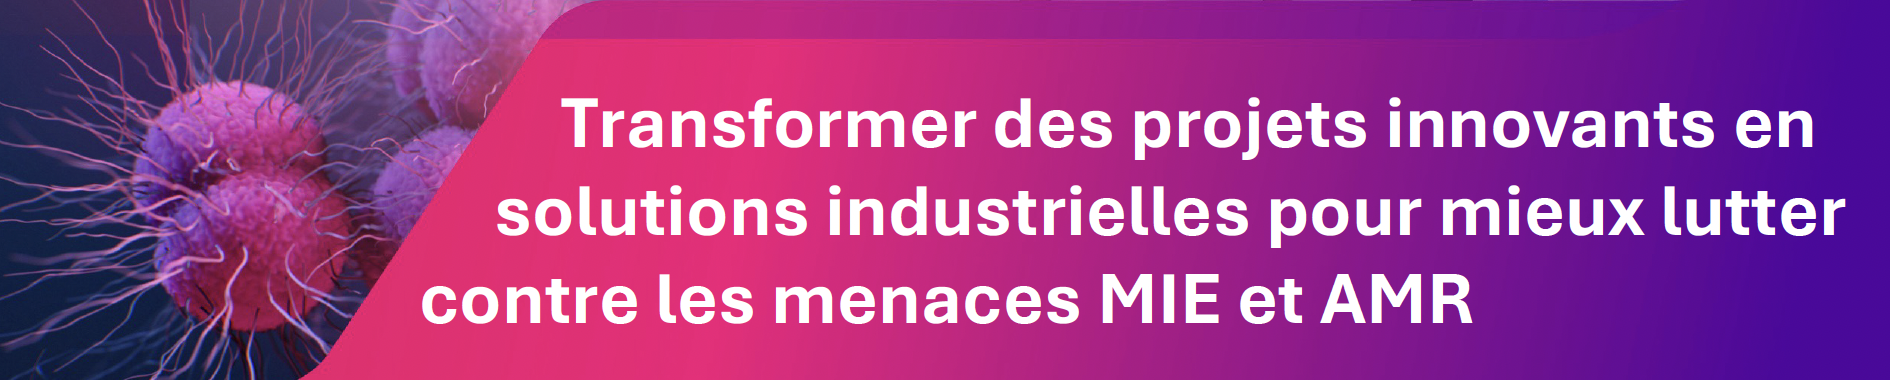 Transformer des projets innovants en
solutions industrielles pour mieux lutter
contre les menaces MIE et AMR